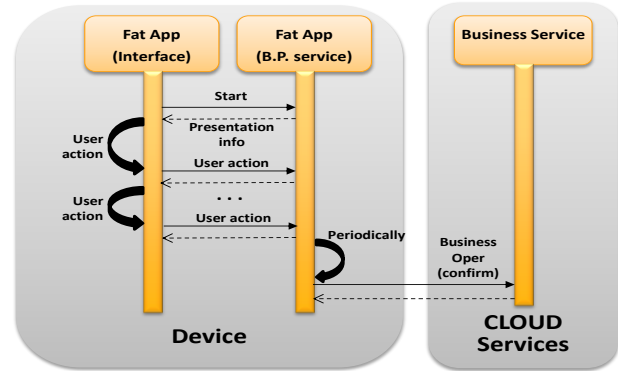 Fat App
(Interface)
Fat App
(B.P. service)
Business Service
Start
Presentation
info
User
action
User action
. . .
User
action
User action
Periodically
Business
Oper
(confirm)
Device
CLOUD
Services